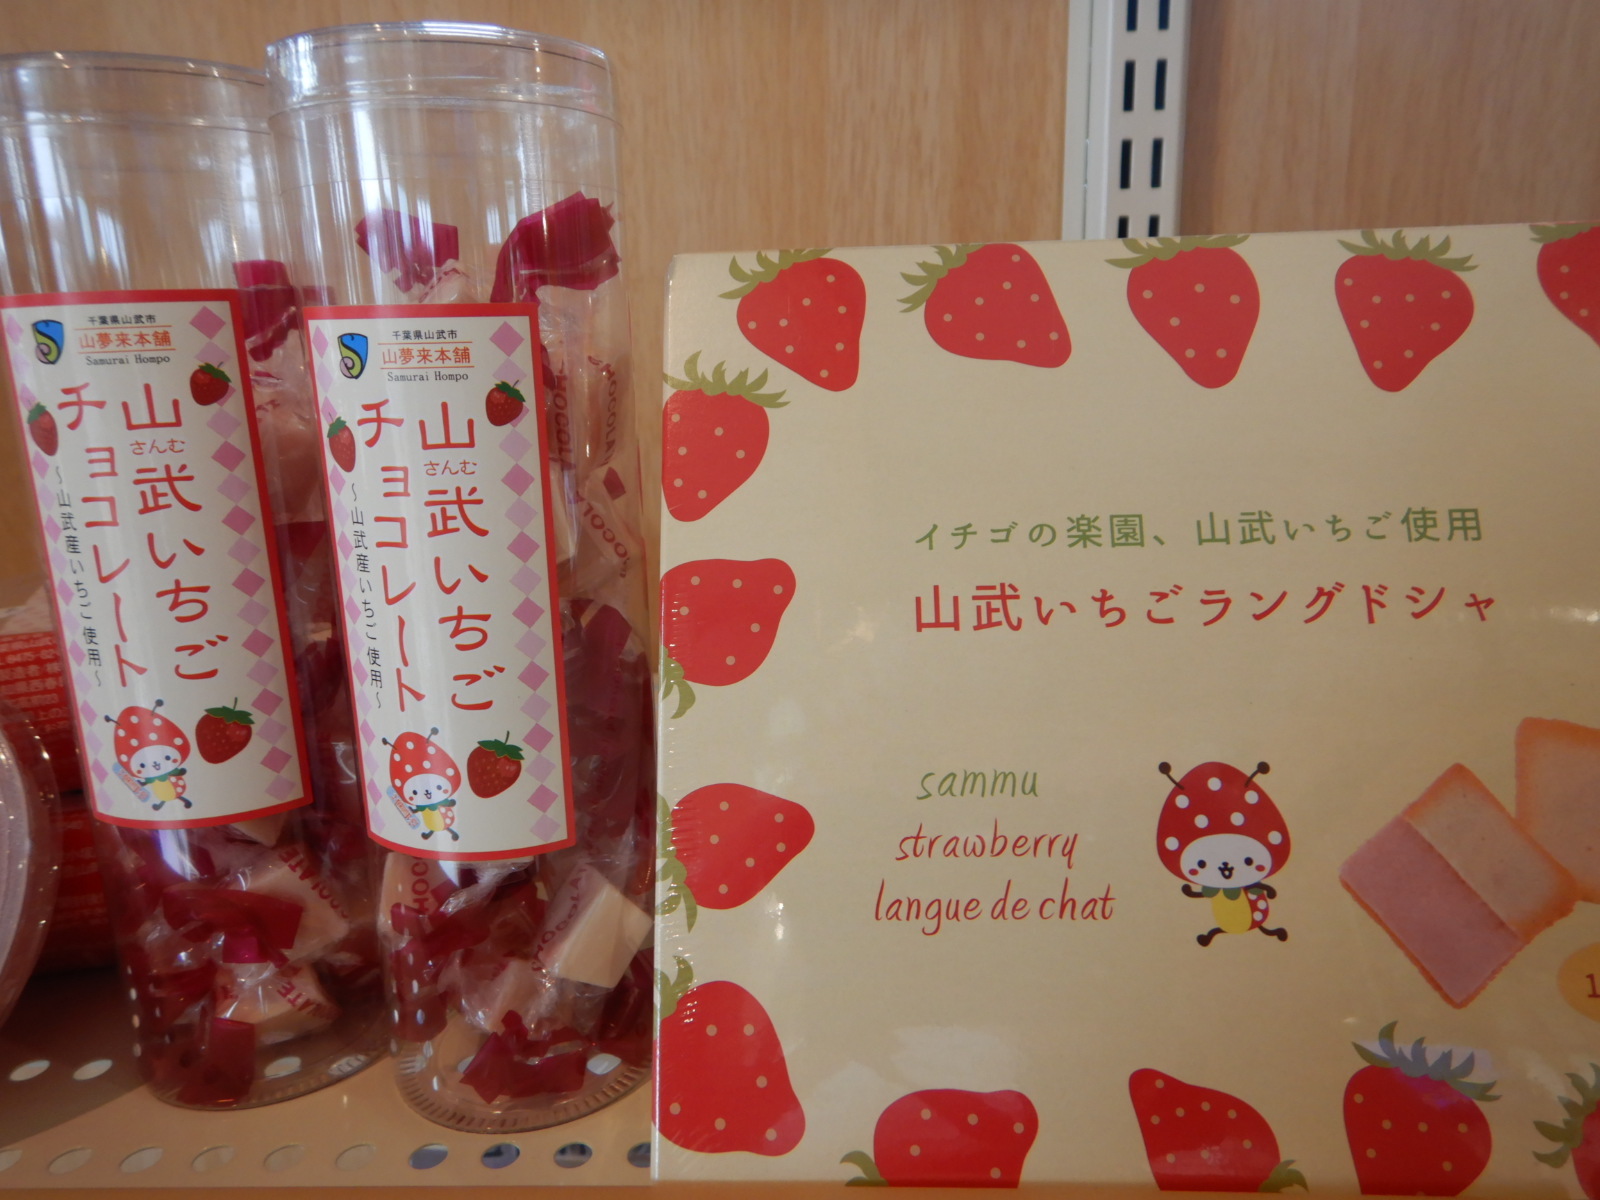 千葉県山武市
山夢来本舗
Samurai Hompo
山武いちご
さんむ
チョコレート
～山武産いちご使用～
千葉県山武市
山夢来本舗
Samurai Hompo
山武いちご
さんむ
チョコレート
～山武産いちご使用～
イチゴの楽園、山武いちご使用
山武いちごラングドシャ
sammu
strawberry
langue de chat
CHOCOLATE